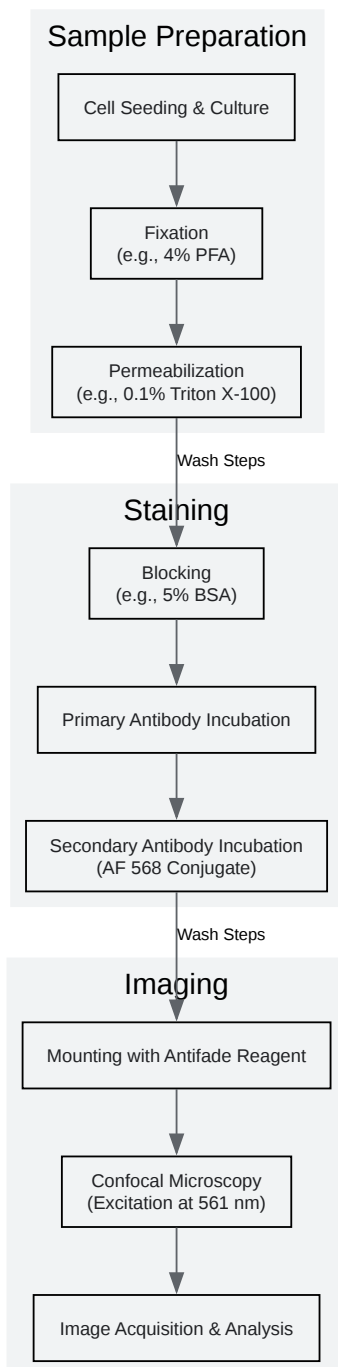 Sample Preparation
Cell Seeding & Culture
Fixation
(e.g., 4% PFA)
Permeabilization
(e.g., 0.1% Triton X-100)
Wash Steps
Staining
Blocking
(e.g., 5% BSA)
Primary Antibody Incubation
Secondary Antibody Incubation
(AF 568 Conjugate)
Wash Steps
Imaging
Mounting with Antifade Reagent
Confocal Microscopy
(Excitation at 561 nm)
Image Acquisition & Analysis